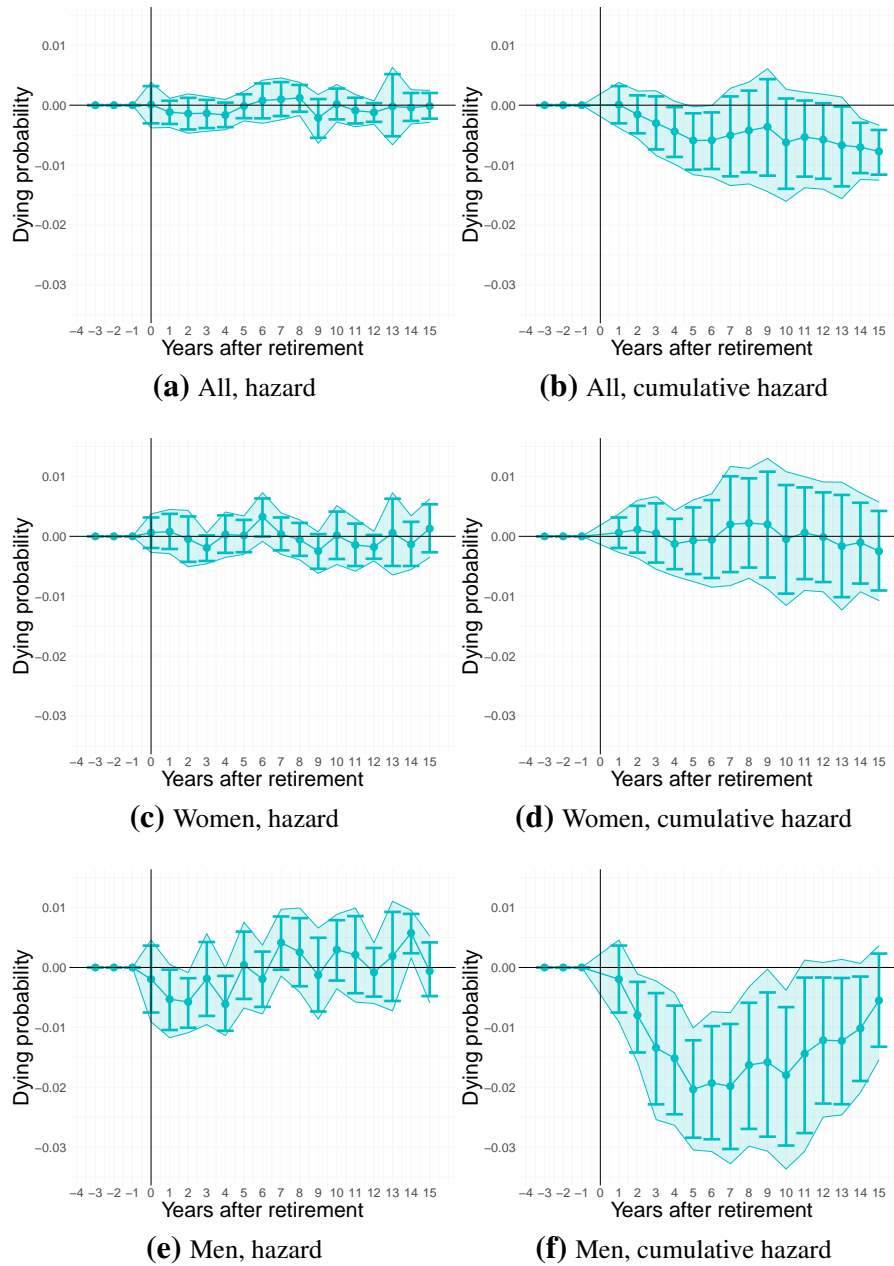 0.01
0.00
−0.01
−0.02
−0.03
Dying probability
−4 −3 −2 −1 0 1 2 3 4 5 6 7 8 9 10 11 12 13 14 15
Years after retirement
(a) All, hazard
0.01
0.00
−0.01
−0.02
−0.03
Dying probability
−4 −3 −2 −1 0 1 2 3 4 5 6 7 8 9 10 11 12 13 14 15
Years after retirement
(b) All, cumulative hazard
0.01
0.00
−0.01
−0.02
−0.03
Dying probability
−4 −3 −2 −1 0 1 2 3 4 5 6 7 8 9 10 11 12 13 14 15
Years after retirement
(c) Women, hazard
0.01
0.00
−0.01
−0.02
−0.03
Dying probability
−4 −3 −2 −1 0 1 2 3 4 5 6 7 8 9 10 11 12 13 14 15
Years after retirement
(d) Women, cumulative hazard
0.01
0.00
−0.01
−0.02
−0.03
Dying probability
−4 −3 −2 −1 0 1 2 3 4 5 6 7 8 9 10 11 12 13 14 15
Years after retirement
(e) Men, hazard
0.01
0.00
−0.01
−0.02
−0.03
Dying probability
−4 −3 −2 −1 0 1 2 3 4 5 6 7 8 9 10 11 12 13 14 15
Years after retirement
(f) Men, cumulative hazard